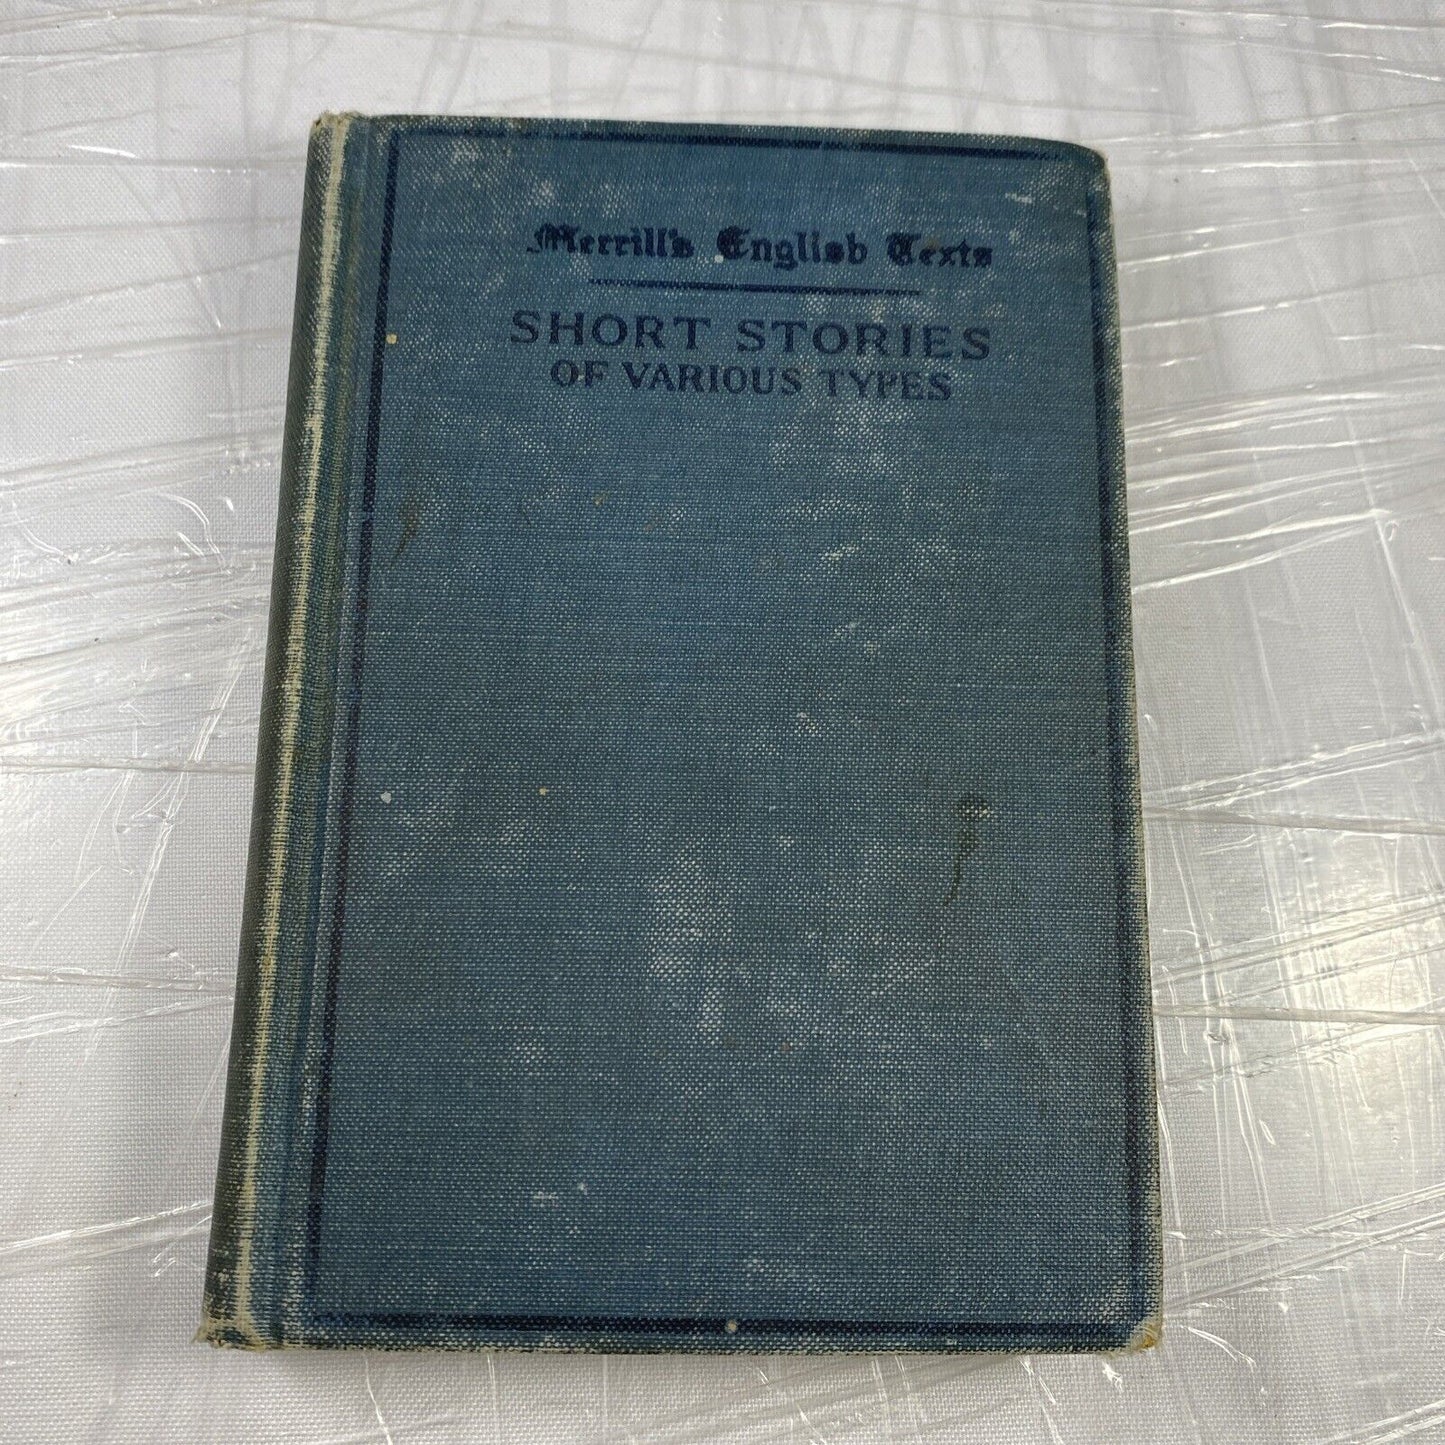 Merrill's English Texts
SHORT STORIES
OF VARIOUS TYPES